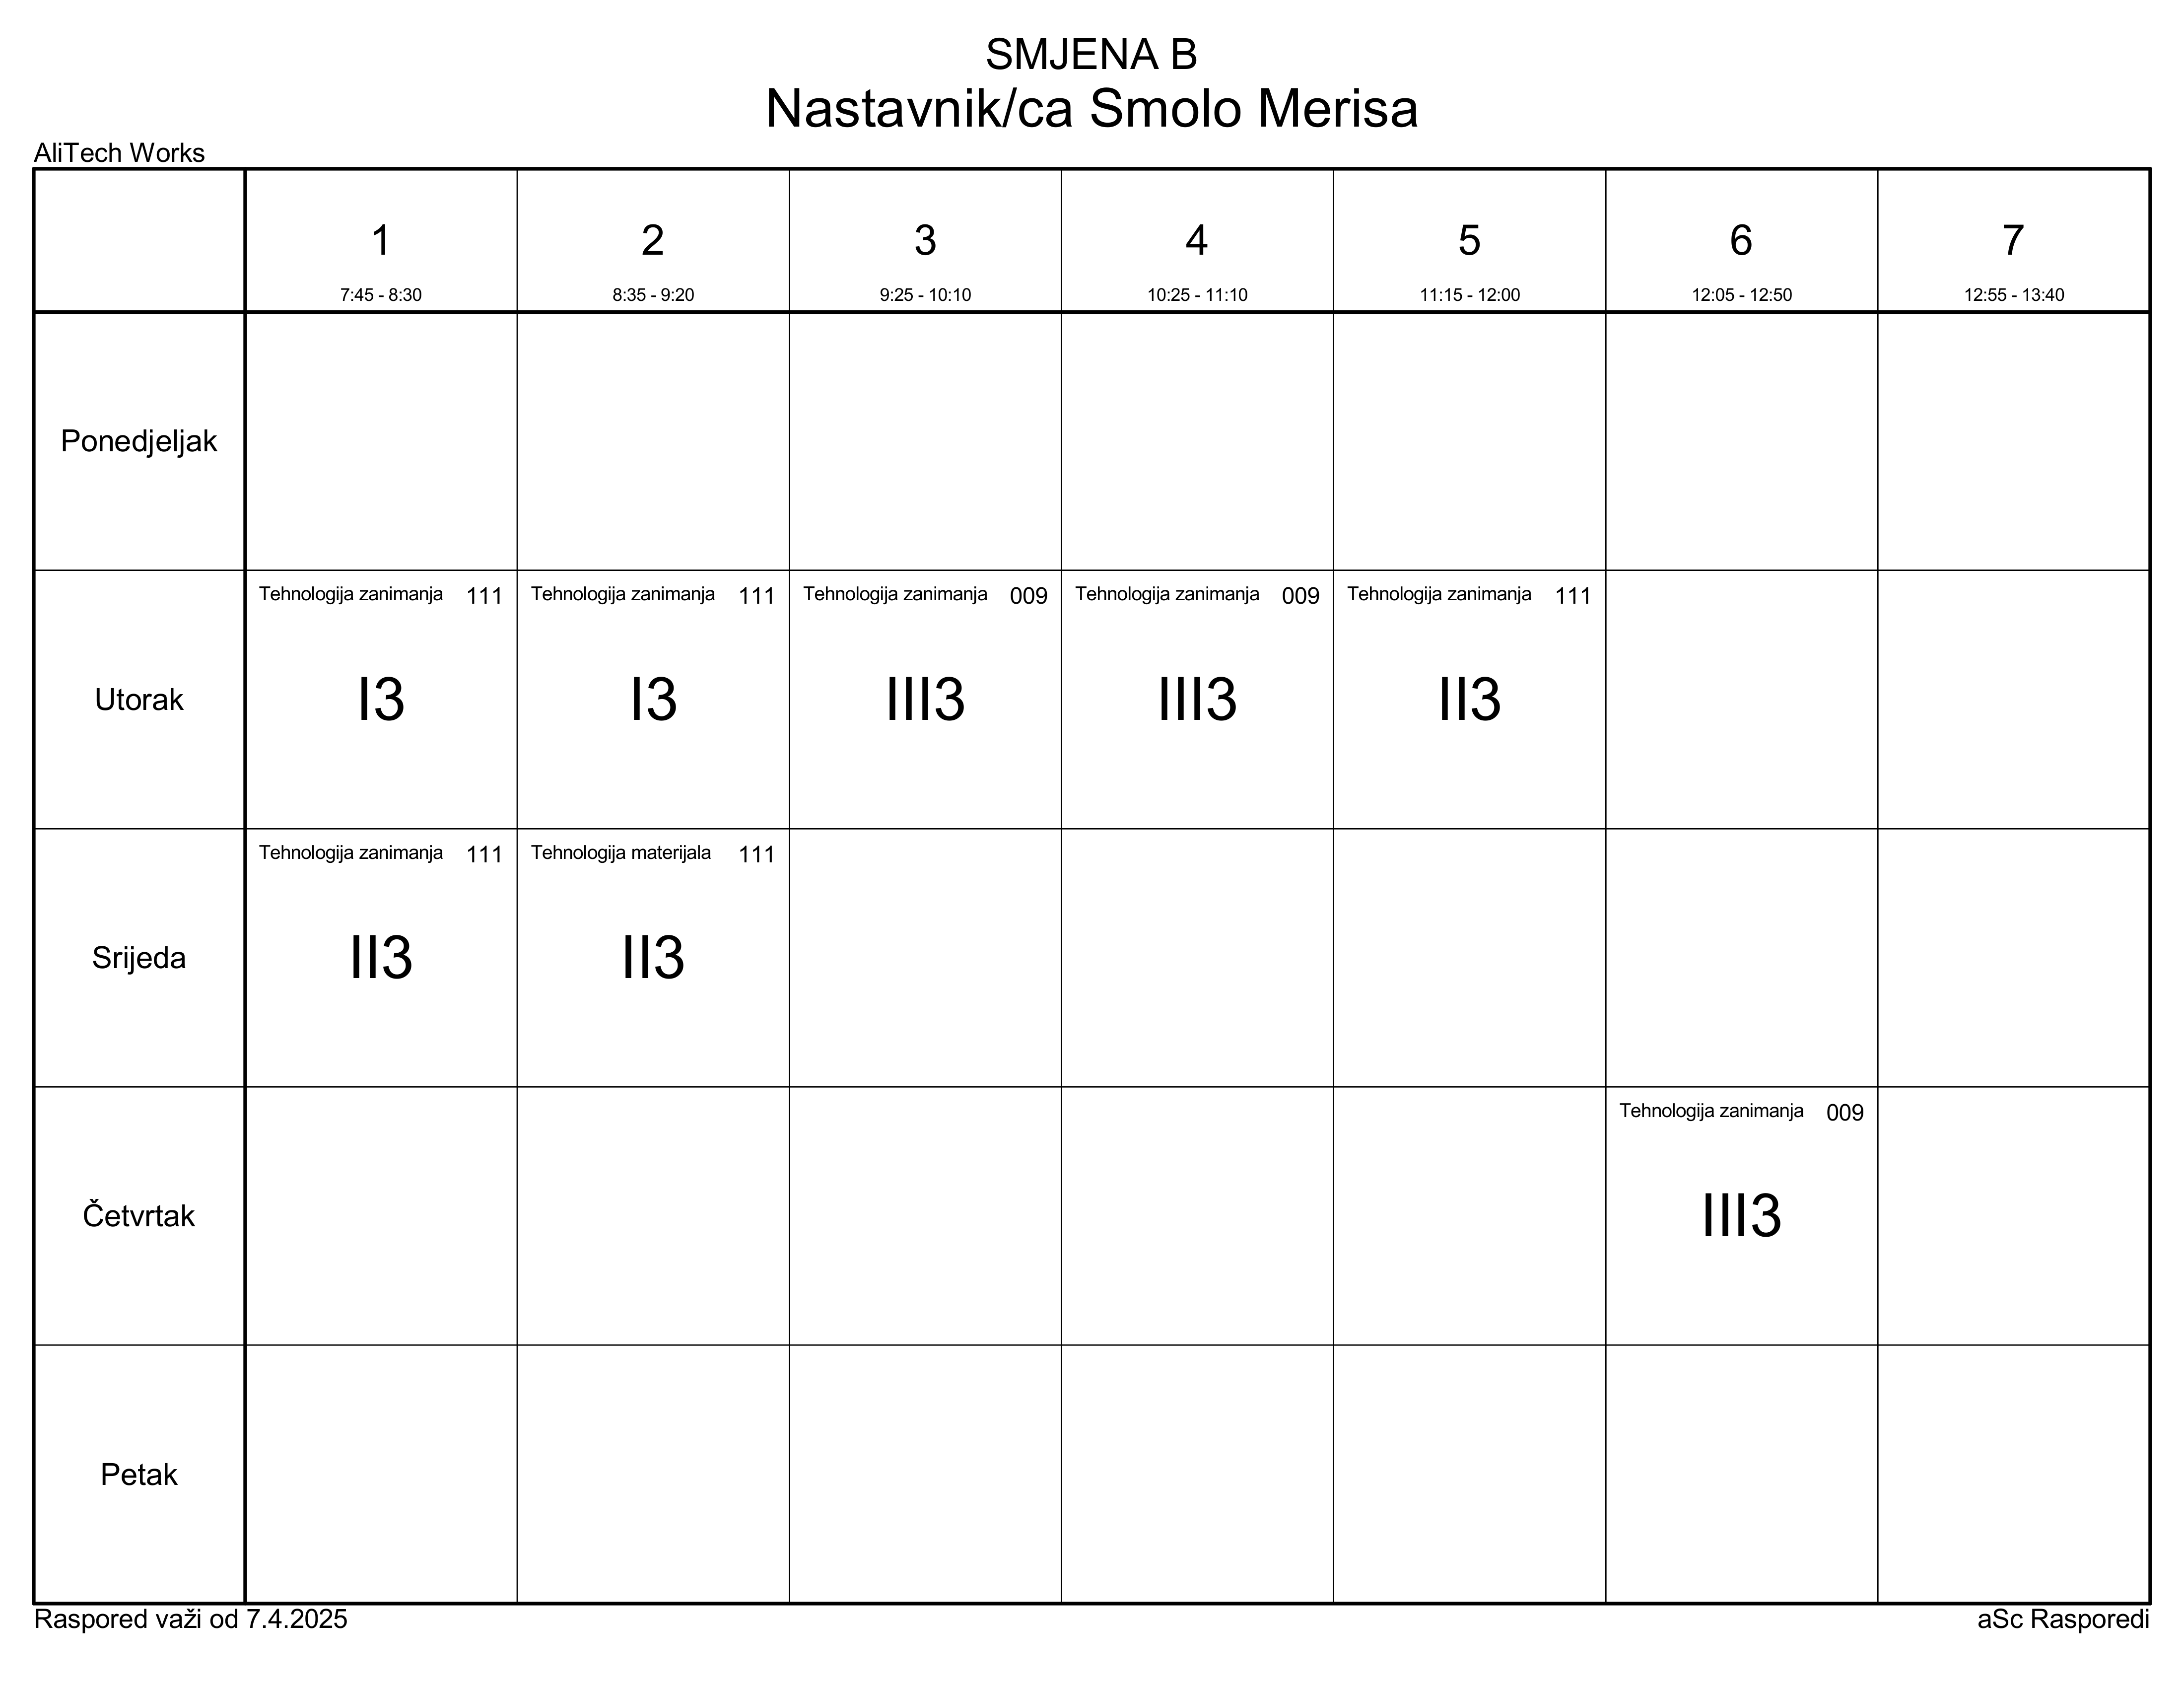 SMJENA B
Nastavnik/ca Smolo Merisa
AliTech Works
1 2 3 4 5 6 7
7:45 - 8:30 8:35 - 9:20 9:25 - 10:10 10:25 - 11:10 11:15 - 12:00 12:05 - 12:50 12:55 - 13:40
Ponedjeljak
Tehnologija zanimanja 111 Tehnologija zanimanja 111 Tehnologija zanimanja 009 Tehnologija zanimanja 009 Tehnologija zanimanja 111
Utorak I3 I3 III3 III3 II3
Tehnologija zanimanja 111 Tehnologija materijala 111
Srijeda II3 II3
Tehnologija zanimanja 009
Četvrtak III3
Petak
Raspored važi od 7.4.2025 aSc Rasporedi